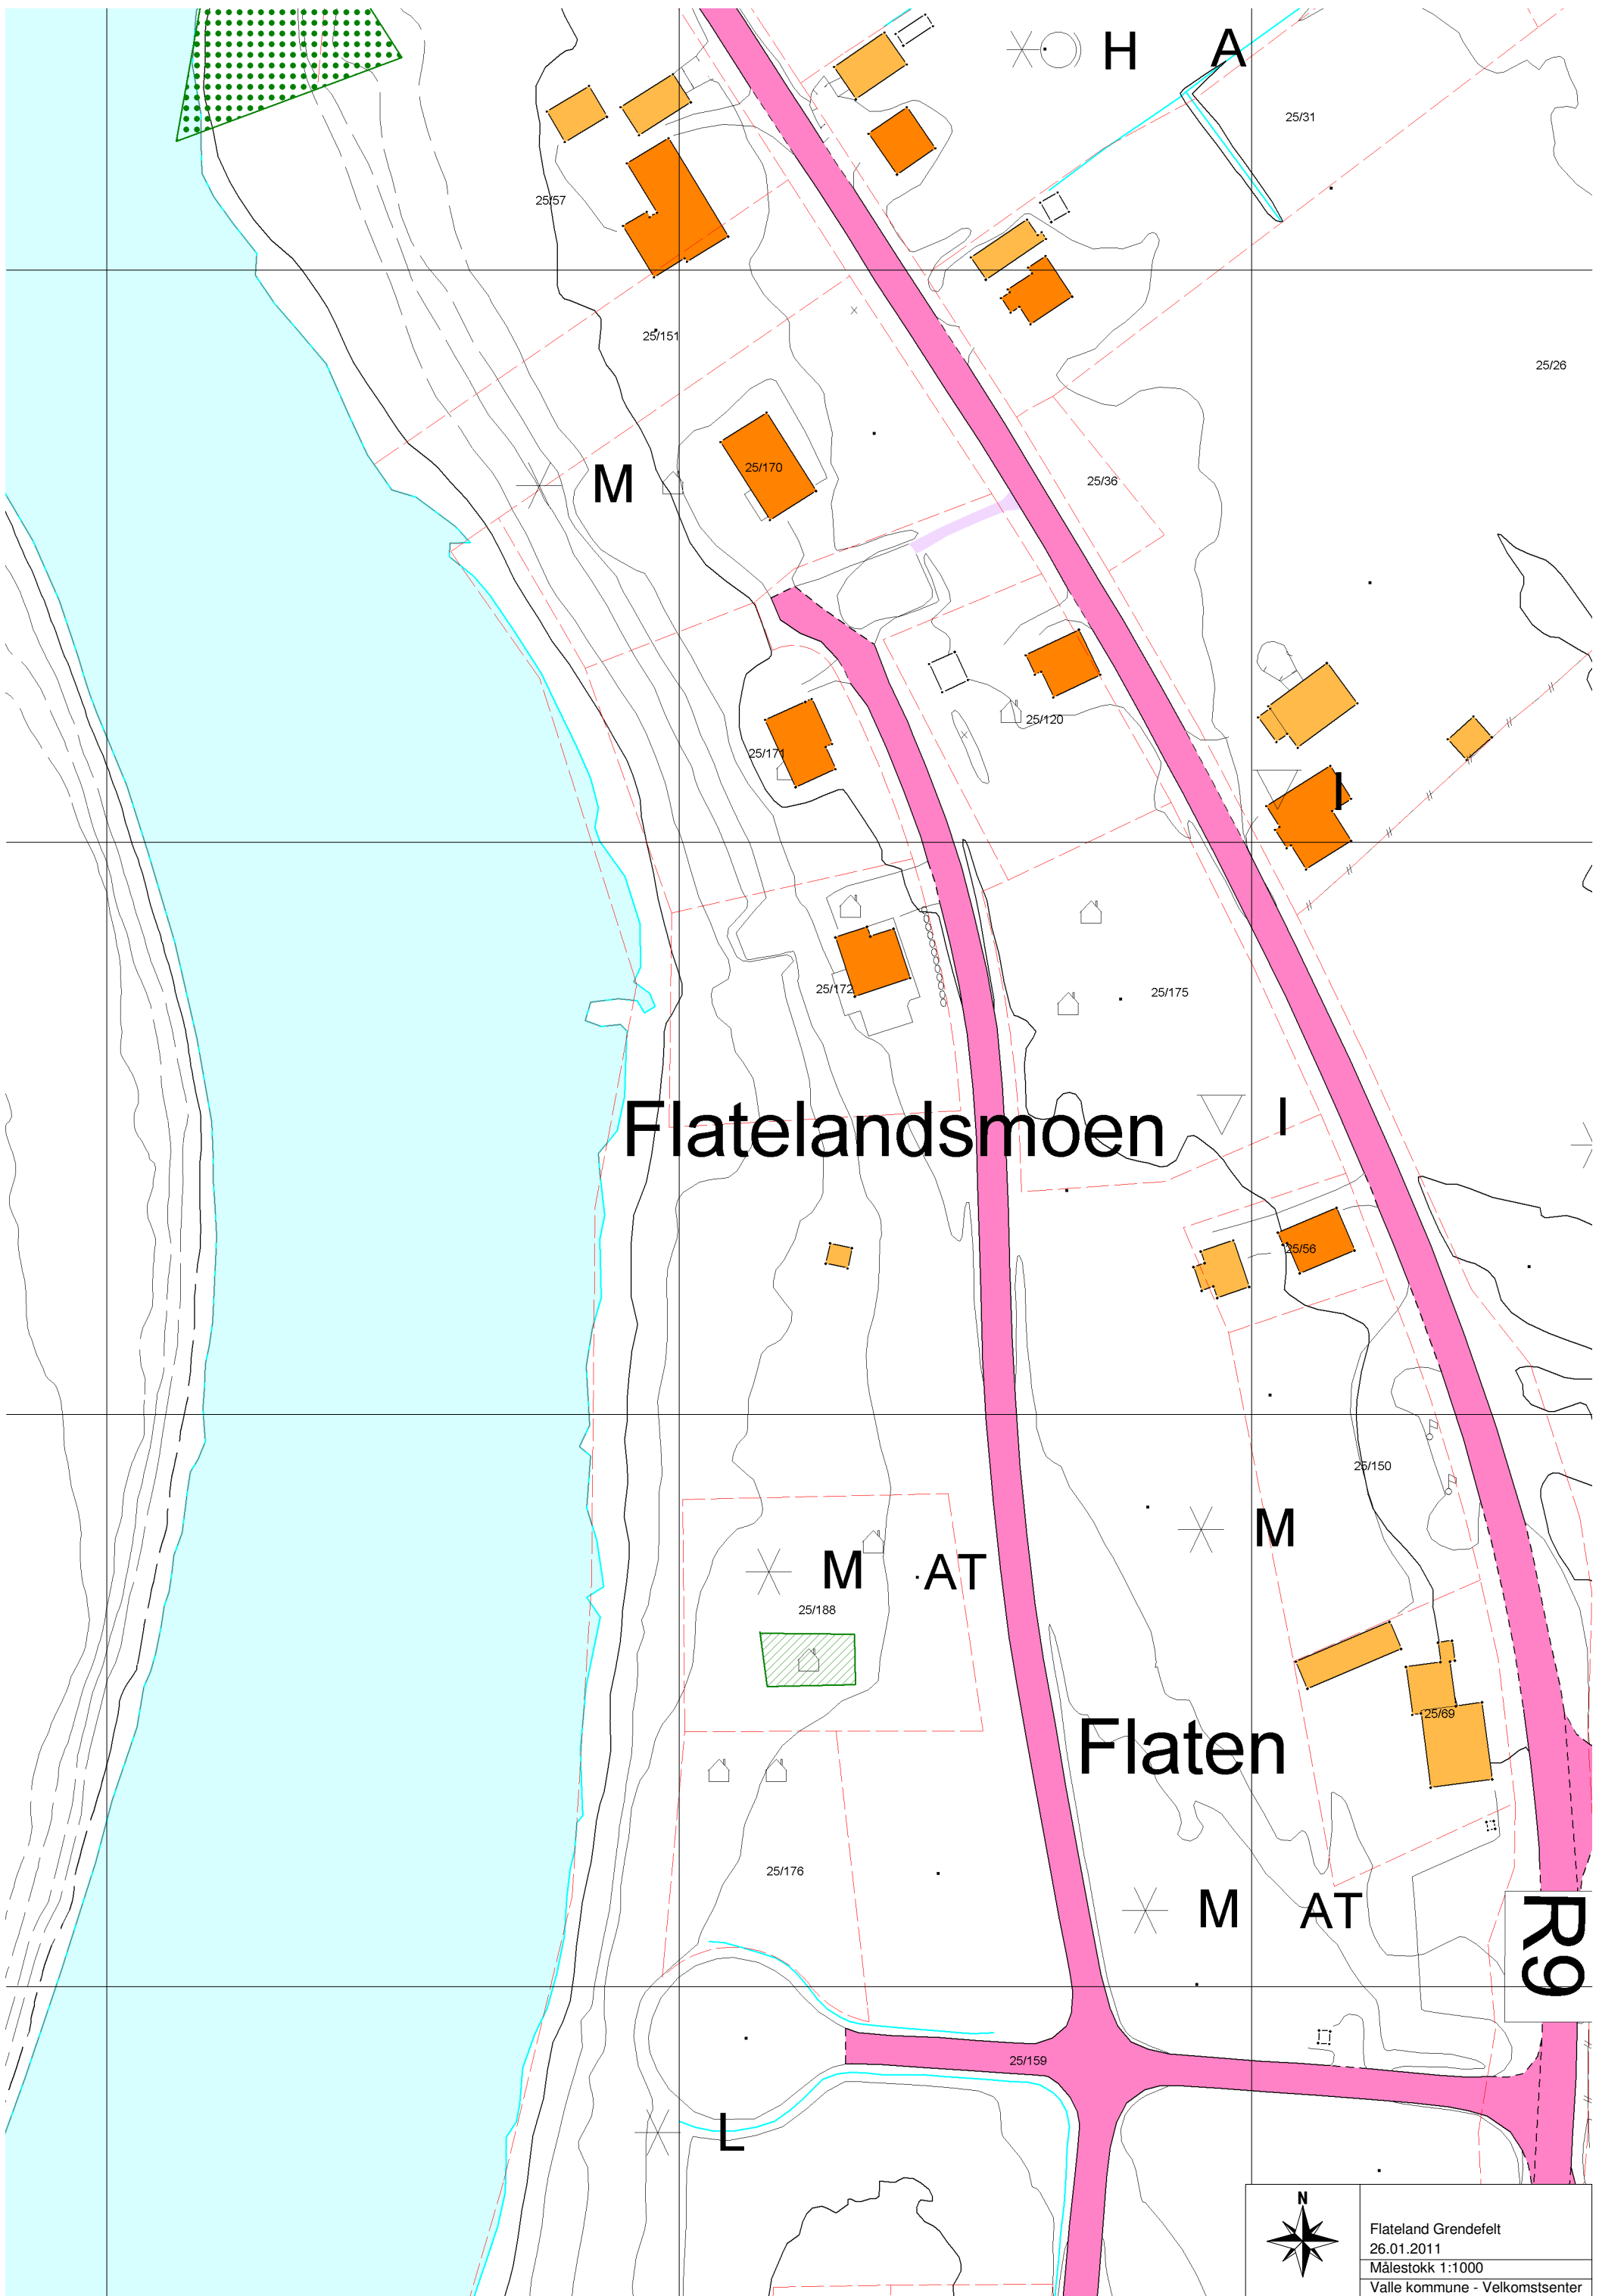 H A
25/31
25/57
25/151
25/26
M
25/170
25/36
25/120
25/171
I
25/172
25/175
Flatelandsmoen
I
25/56
25/150
M
M AT
25/188
25/69
Flaten
25/176
M AT
R9
25/159
L
N
Flateland Grendefelt
26.01.2011
Målestokk 1:1000
Valle kommune - Velkomstsenter